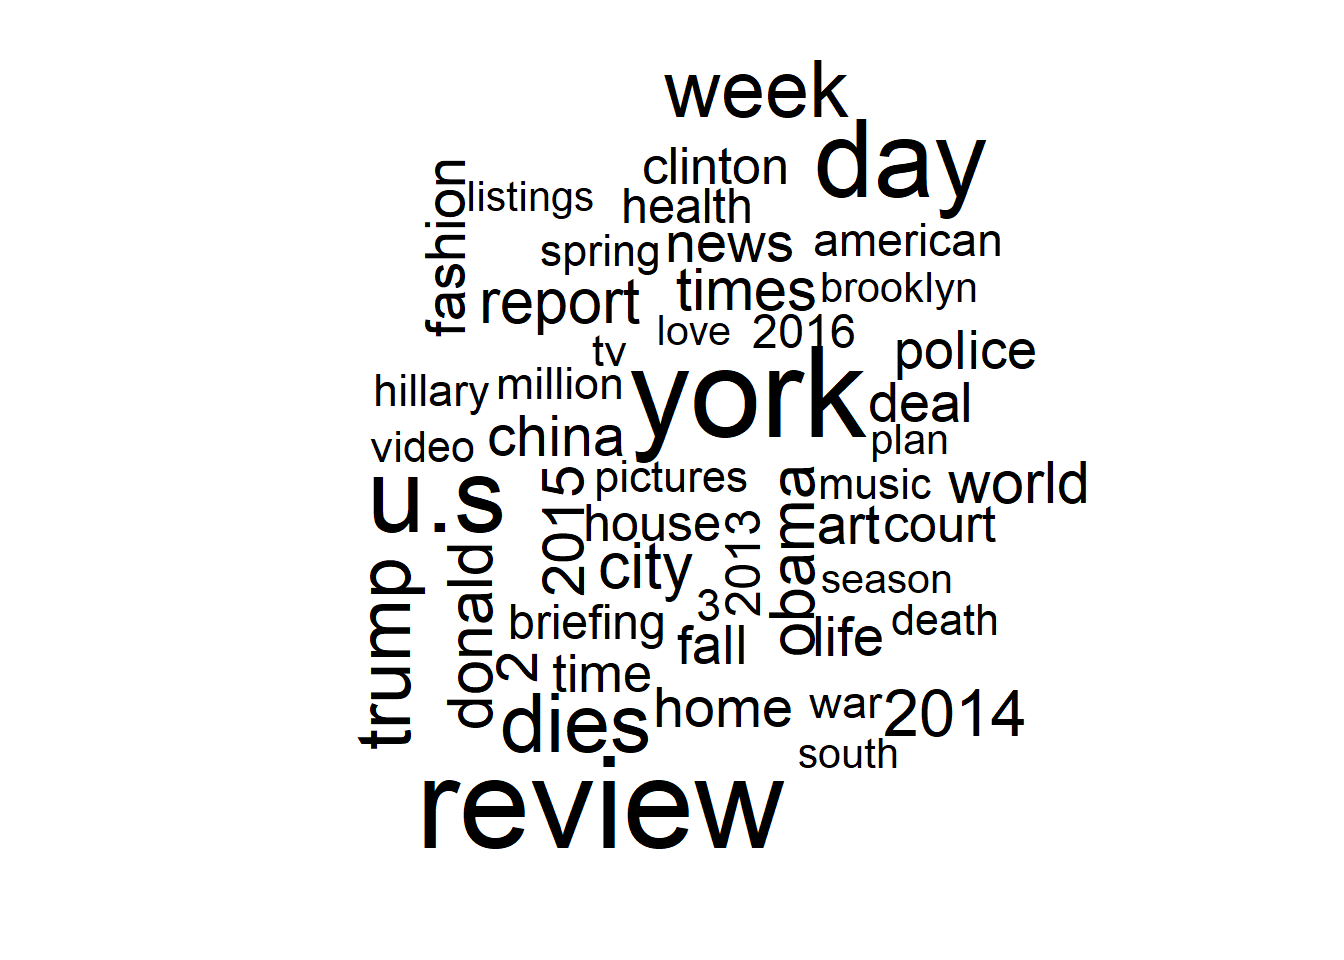 week
day
clinton
fashion
listings
health
spring
news
american
report
times
brooklyn
love
2016
tv
police
hillary
million
york
deal
video
china
plan
u.s
2015
pictures
obama
music
world
house
2013
art
court
trump
donald
city
3
season
briefing
fall
life
death
2
time
dies
home
war
2014
south
review